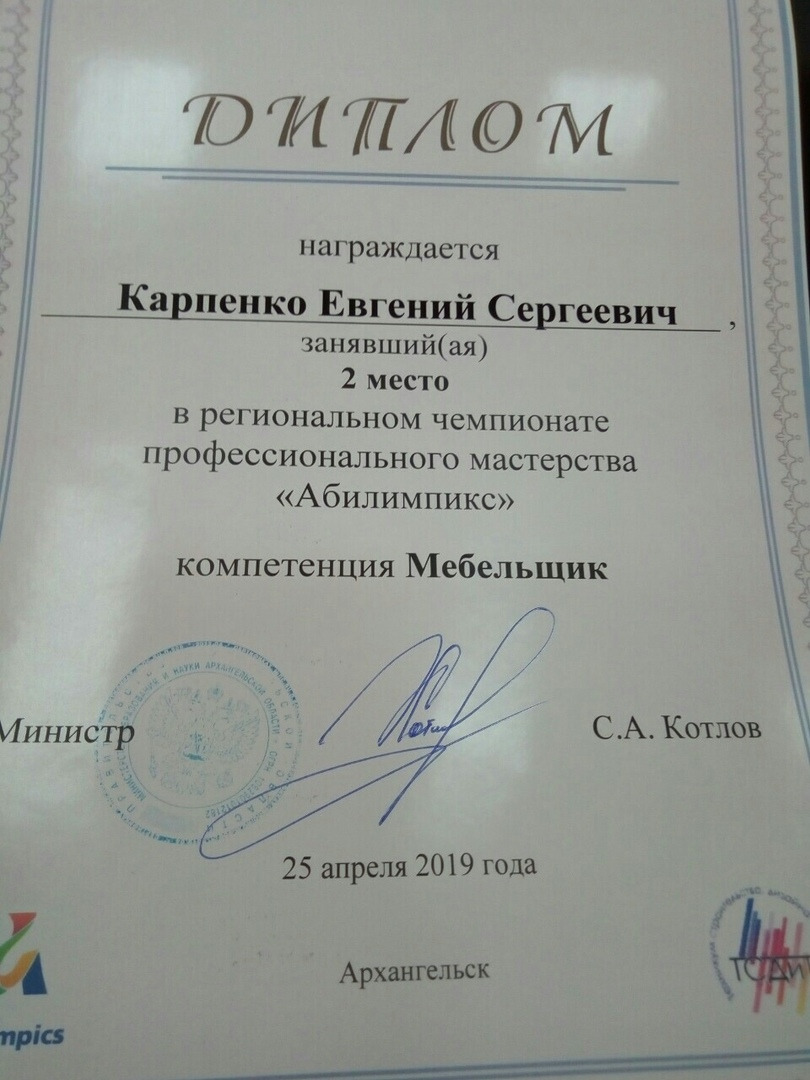 ДИПЛОМ
награждается
Карпенко Евгений Сергеевич ,
занявший(ая)
2 место
в региональном чемпионате
профессионального мастерства
«Абилимпикс»
компетенция Мебельщик
Министр
С.А. Котлов
25 апреля 2019 года
Архангельск
mpics